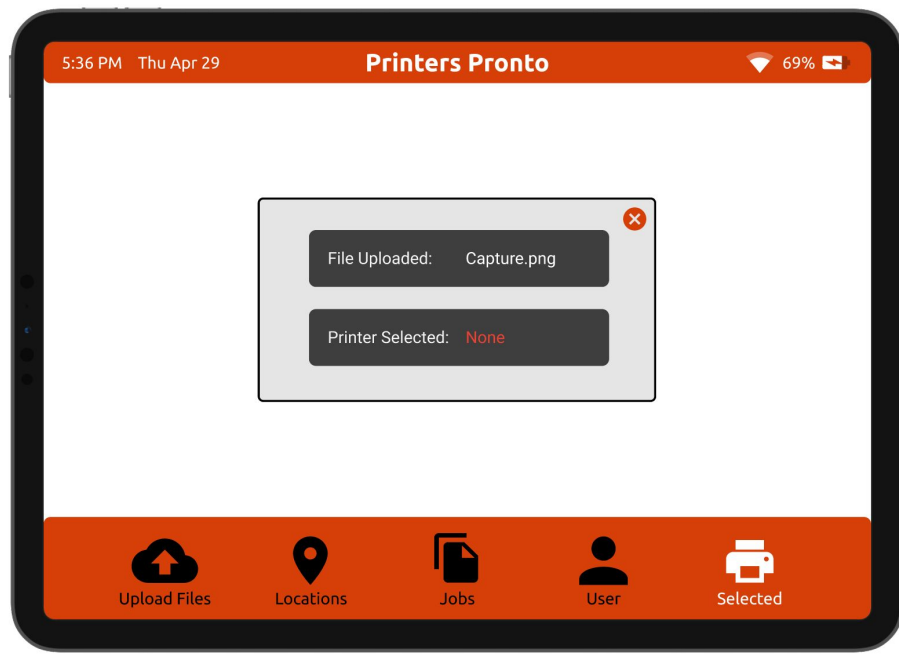 5:36 PM Thu Apr 29 Printers Pronto 69%
File Uploaded: Capture.png
Printer Selected: None
Upload Files Locations Jobs User Selected